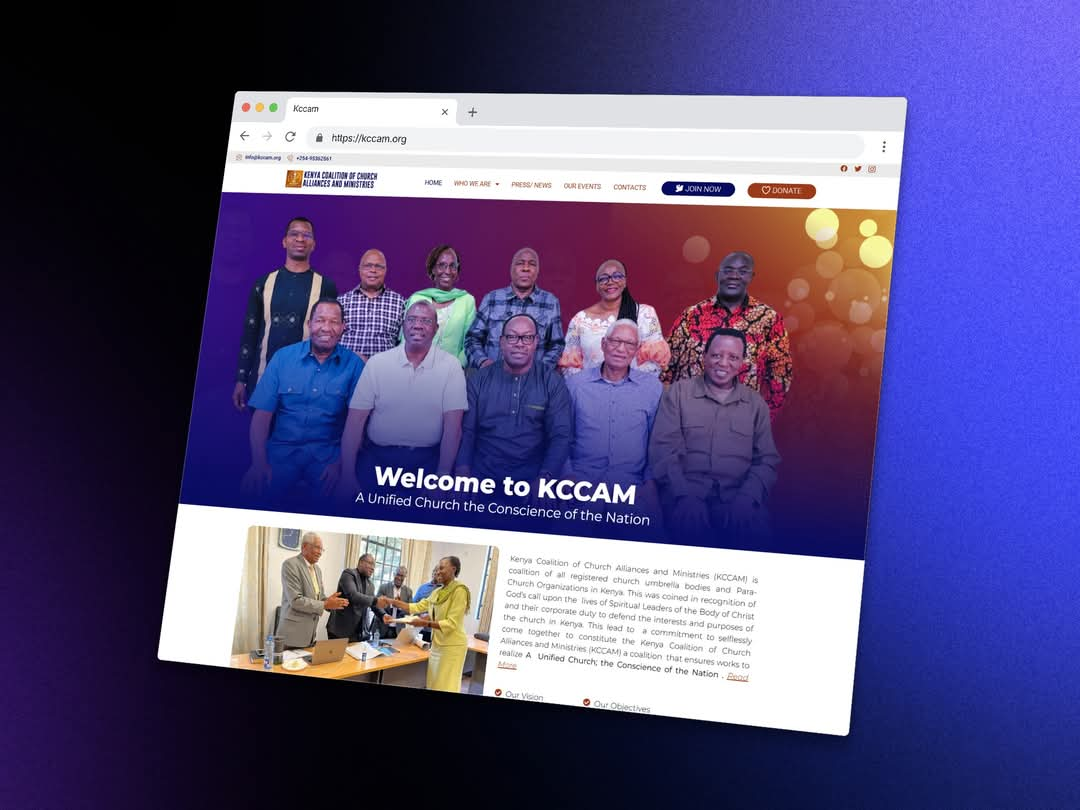 Kccam
https://kccam.org
info@kccam.org +254-95362561
KENYA COALITION OF CHURCH
ALLIANCES AND MINISTRIES
HOME WHO WE ARE PRESS/ NEWS OUR EVENTS CONTACTS JOIN NOW DONATE
Welcome to KCCAM
A Unified Church the Conscience of the Nation
Kenya Coalition of Church Alliances and Ministries (KCCAM) is
coalition of all registered church umbrella bodies and Para-
Church Organizations in Kenya. This was coined in recognition of
God's call upon the lives of Spiritual Leaders of the Body of Christ
and their corporate duty to defend the interests and purposes of
the church in Kenya. This lead to a commitment to selflessly
come together to constitute the Kenya Coalition of Church
Alliances and Ministries (KCCAM) a coalition that ensures works to
realize A Unified Church; the Conscience of the Nation . Read
More
Our Vision Our Objectives